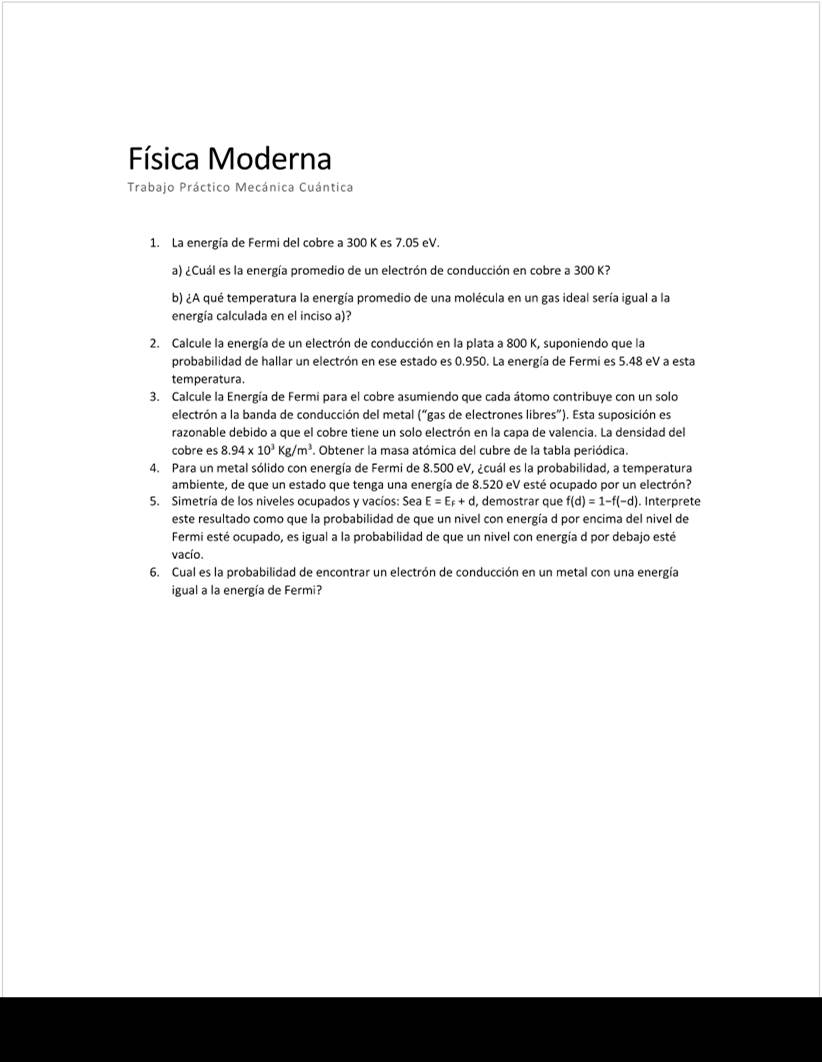 Física Moderna
Trabajo Práctico Mecánica Cuántica
1. La energía de Fermi del cobre a 300 K es 7.05 eV.
a) ¿Cuál es la energía promedio de un electrón de conducción en cobre a 300 K?
b) ¿A qué temperatura la energía promedio de una molécula en un gas ideal sería igual a la
energía calculada en el inciso a)?
2. Calcule la energía de un electrón de conducción en la plata a 800 K, suponiendo que la
probabilidad de hallar un electrón en ese estado es 0.950. La energía de Fermi es 5.48 eV a esta
temperatura.
3. Calcule la Energía de Fermi para el cobre asumiendo que cada átomo contribuye con un solo
electrón a la banda de conducción del metal (“gas de electrones libres”). Esta suposición es
razonable debido a que el cobre tiene un solo electrón en la capa de valencia. La densidad del
cobre es 8.94 x 10³ Kg/m³. Obtener la masa atómica del cubre de la tabla periódica.
4. Para un metal sólido con energía de Fermi de 8.500 eV, ¿cuál es la probabilidad, a temperatura
ambiente, de que un estado que tenga una energía de 8.520 eV esté ocupado por un electrón?
5. Simetría de los niveles ocupados y vacíos: Sea E = E_F + d, demostrar que f(d) = 1−f(−d). Interprete
este resultado como que la probabilidad de que un nivel con energía d por encima del nivel de
Fermi esté ocupado, es igual a la probabilidad de que un nivel con energía d por debajo esté
vacío.
6. Cual es la probabilidad de encontrar un electrón de conducción en un metal con una energía
igual a la energía de Fermi?